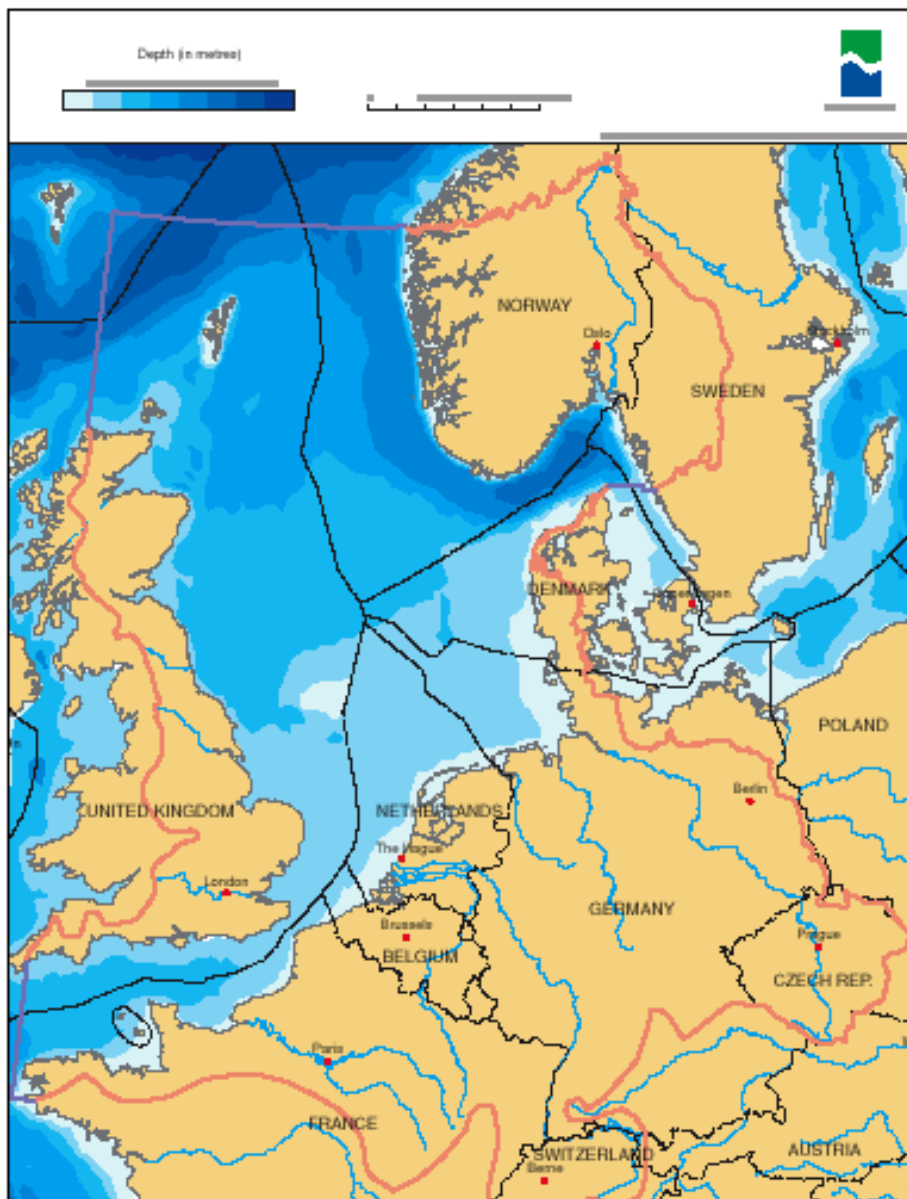 Depth (in metres)
NORWAY
Oslo
Stockholm
SWEDEN
DENMARK
Copenhagen
POLAND
Berlin
UNITED KINGDOM
NETHERLANDS
The Hague
London
GERMANY
Brussels
BELGIUM
Prague
CZECH REP.
Paris
FRANCE
SWITZERLAND
AUSTRIA
Berne